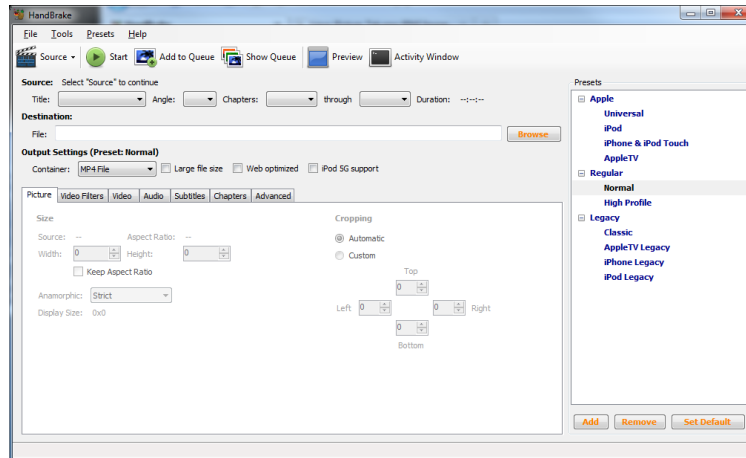 HandBrake
File Tools Presets Help
Source Start Add to Queue Show Queue Preview Activity Window
Source: Select "Source" to continue
Title: Angle: Chapters: through Duration: --:--:--
Destination:
File: Browse
Output Settings (Preset: Normal)
Container: MP4 File Large file size Web optimized iPod 5G support
Picture Video Filters Video Audio Subtitles Chapters Advanced
Size
Source: -- Aspect Ratio: --
Width: 0 Height: 0
Keep Aspect Ratio
Anamorphic: Strict
Display Size: 0x0
Cropping
Automatic
Custom
Top
0
Left 0 0 Right
0
Bottom
Presets
Apple
Universal
iPod
iPhone & iPod Touch
AppleTV
Regular
Normal
High Profile
Legacy
Classic
AppleTV Legacy
iPhone Legacy
iPod Legacy
Add Remove Set Default